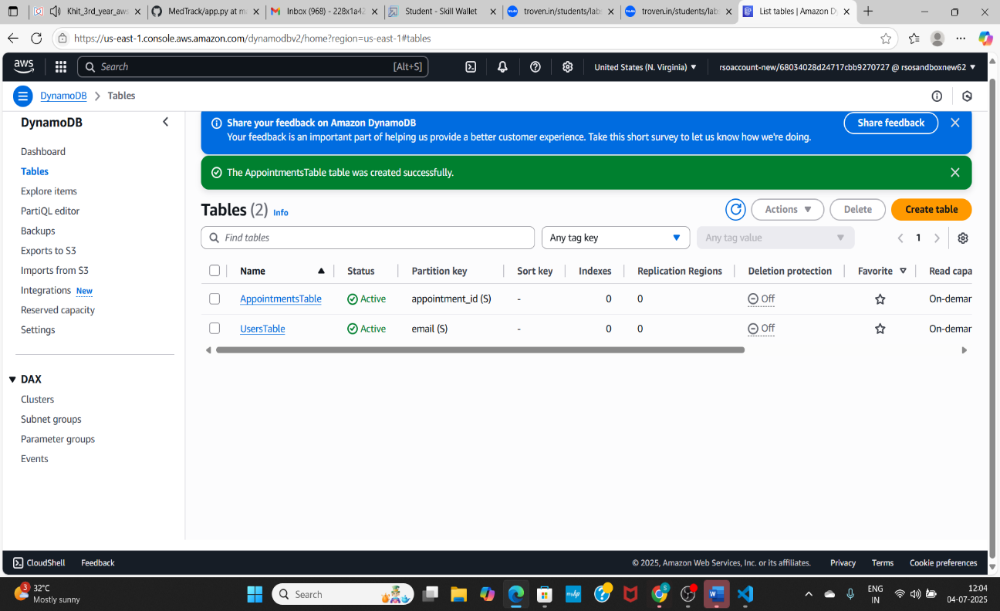 Khit_3rd_year_aws
MedTrack/app.py at m
Inbox (968) - 228x1a42
Student - Skill Wallet
troven.in/students/lab
troven.in/students/lab
List tables | Amazon D
https://us-east-1.console.aws.amazon.com/dynamodbv2/home?region=us-east-1#tables
aws
Search
[Alt+S]
United States (N. Virginia)
rsoaccount-new/68034028d24717cbb9270727 @ rsosandboxnew62
DynamoDB
Tables
DynamoDB
Dashboard
Tables
Explore items
PartiQL editor
Backups
Exports to S3
Imports from S3
Integrations New
Reserved capacity
Settings
DAX
Clusters
Subnet groups
Parameter groups
Events
Share your feedback on Amazon DynamoDB
Your feedback is an important part of helping us provide a better customer experience. Take this short survey to let us know how we're doing.
Share feedback
The AppointmentsTable table was created successfully.
Tables (2) Info
Actions
Delete
Create table
Find tables
Any tag key
Any tag value
1
Name Status Partition key Sort key Indexes Replication Regions Deletion protection Favorite Read capa
AppointmentsTable Active appointment_id (S) - 0 0 Off On-demar
UsersTable Active email (S) - 0 0 Off On-demar
CloudShell Feedback © 2025, Amazon Web Services, Inc. or its affiliates. Privacy Terms Cookie preferences
3
32°C
Mostly sunny
Search
ENG
IN
12:04
04-07-2025